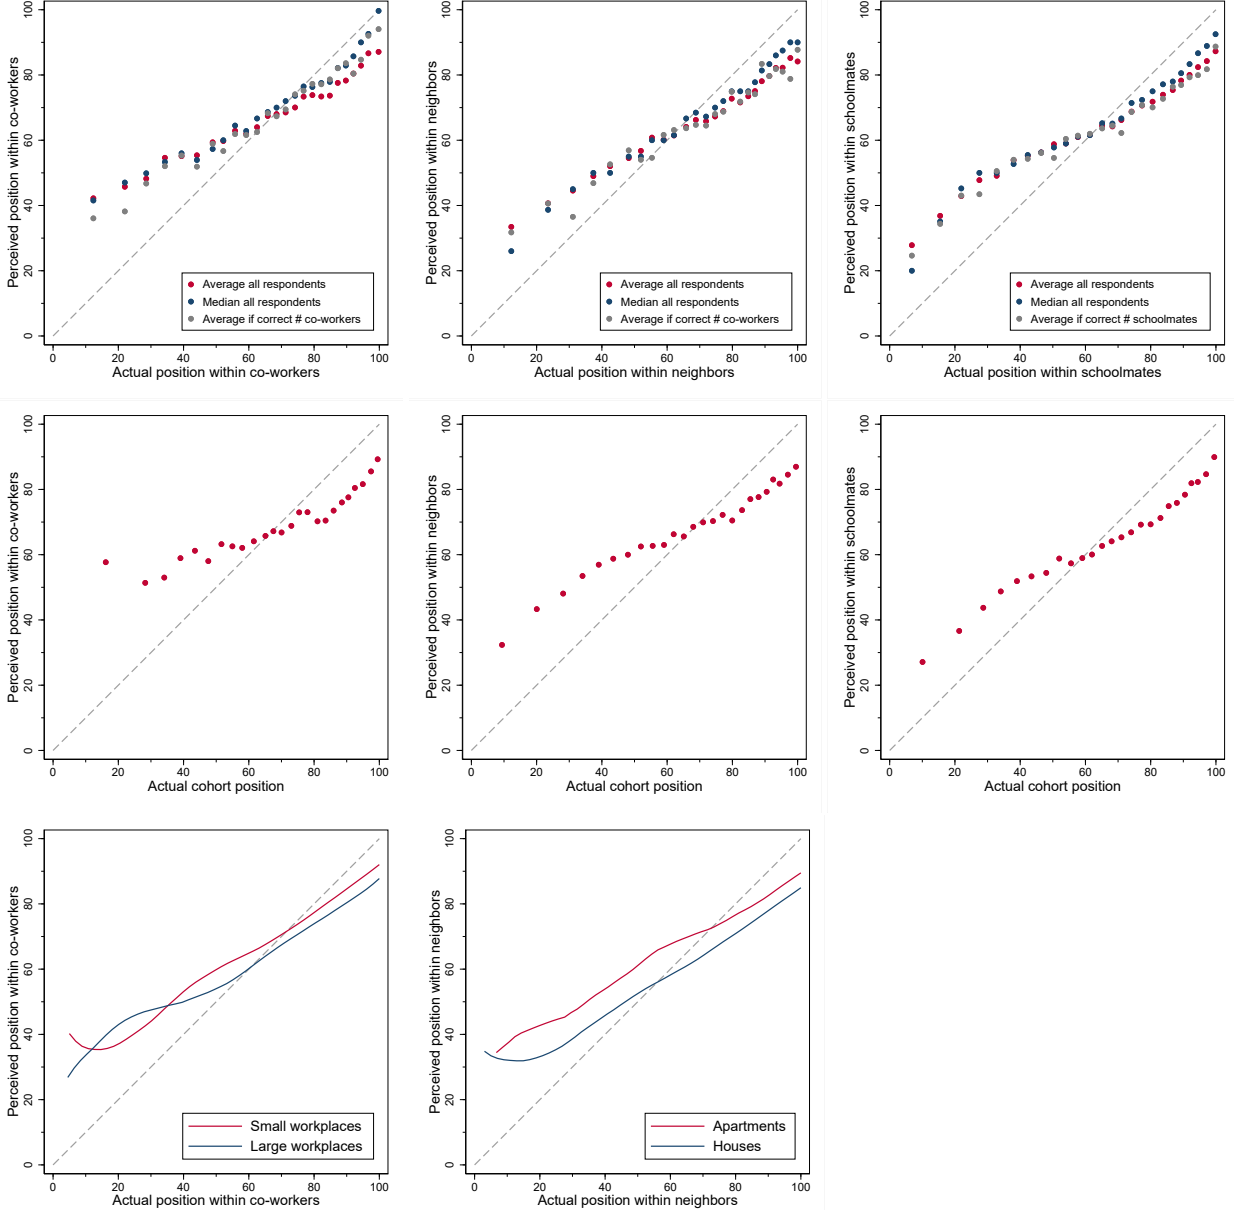 Perceived position within co-workers
100
80
60
40
20
0
Average all respondents
Median all respondents
Average if correct # co-workers
0 20 40 60 80 100
Actual position within co-workers
Perceived position within neighbors
100
80
60
40
20
0
Average all respondents
Median all respondents
Average if correct # co-workers
0 20 40 60 80 100
Actual position within neighbors
Perceived position within schoolmates
100
80
60
40
20
0
Average all respondents
Median all respondents
Average if correct # schoolmates
0 20 40 60 80 100
Actual position within schoolmates
Perceived position within co-workers
100
80
60
40
20
0
0 20 40 60 80 100
Actual cohort position
Perceived position within neighbors
100
80
60
40
20
0
0 20 40 60 80 100
Actual cohort position
Perceived position within schoolmates
100
80
60
40
20
0
0 20 40 60 80 100
Actual cohort position
Perceived position within co-workers
100
80
60
40
20
0
Small workplaces
Large workplaces
0 20 40 60 80 100
Actual position within co-workers
Perceived position within neighbors
100
80
60
40
20
0
Apartments
Houses
0 20 40 60 80 100
Actual position within neighbors